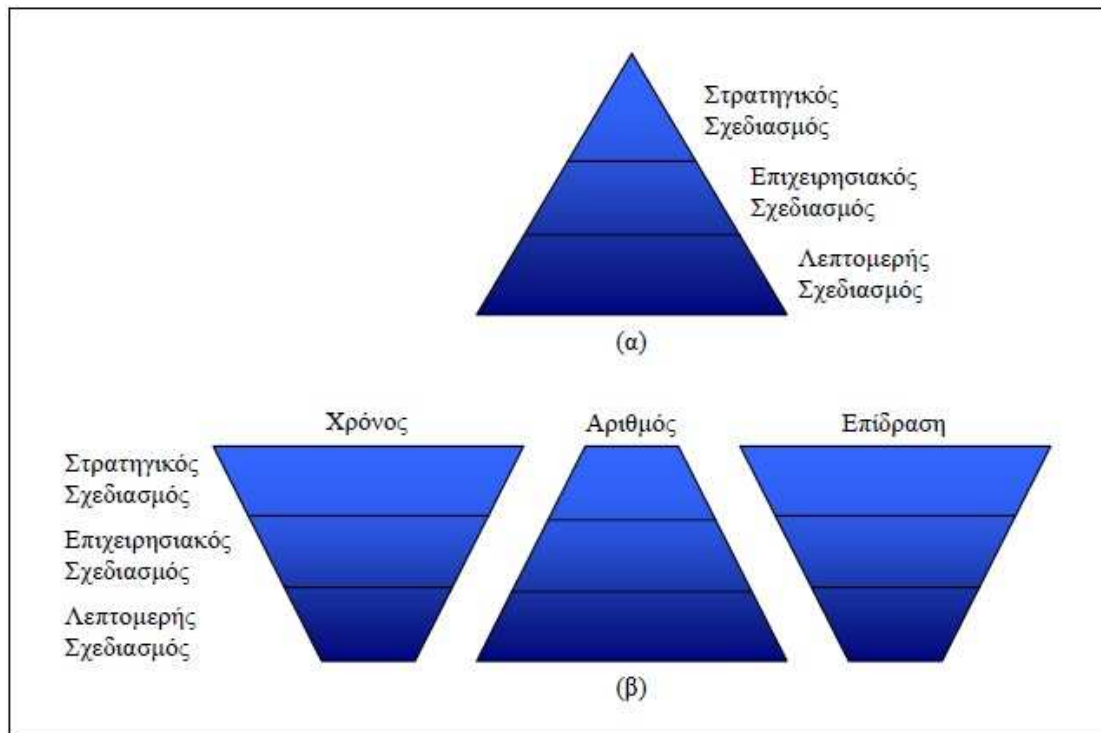 Στρατηγικός
Σχεδιασμός
Επιχειρησιακός
Σχεδιασμός
Λεπτομερής
Σχεδιασμός
(α)
Χρόνος
Αριθμός
Επίδραση
Στρατηγικός
Σχεδιασμός
Επιχειρησιακός
Σχεδιασμός
Λεπτομερής
Σχεδιασμός
(β)